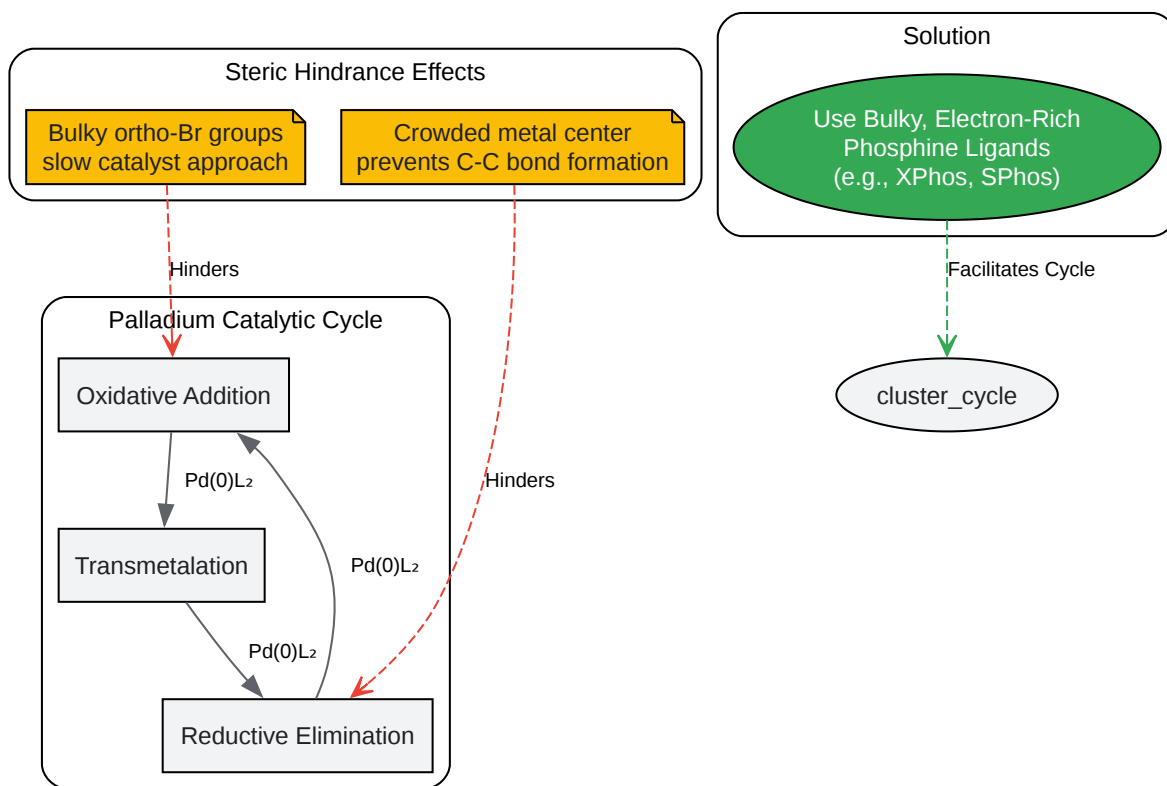 Steric Hindrance Effects
Bulky ortho-Br groups
slow catalyst approach
Crowded metal center
prevents C-C bond formation
Solution
Use Bulky, Electron-Rich
Phosphine Ligands
(e.g., XPhos, SPhos)
Hinders
Facilitates Cycle
Palladium Catalytic Cycle
Oxidative Addition
cluster_cycle
Pd(0)L₂
Hinders
Transmetalation
Pd(0)L₂
Pd(0)L₂
Reductive Elimination